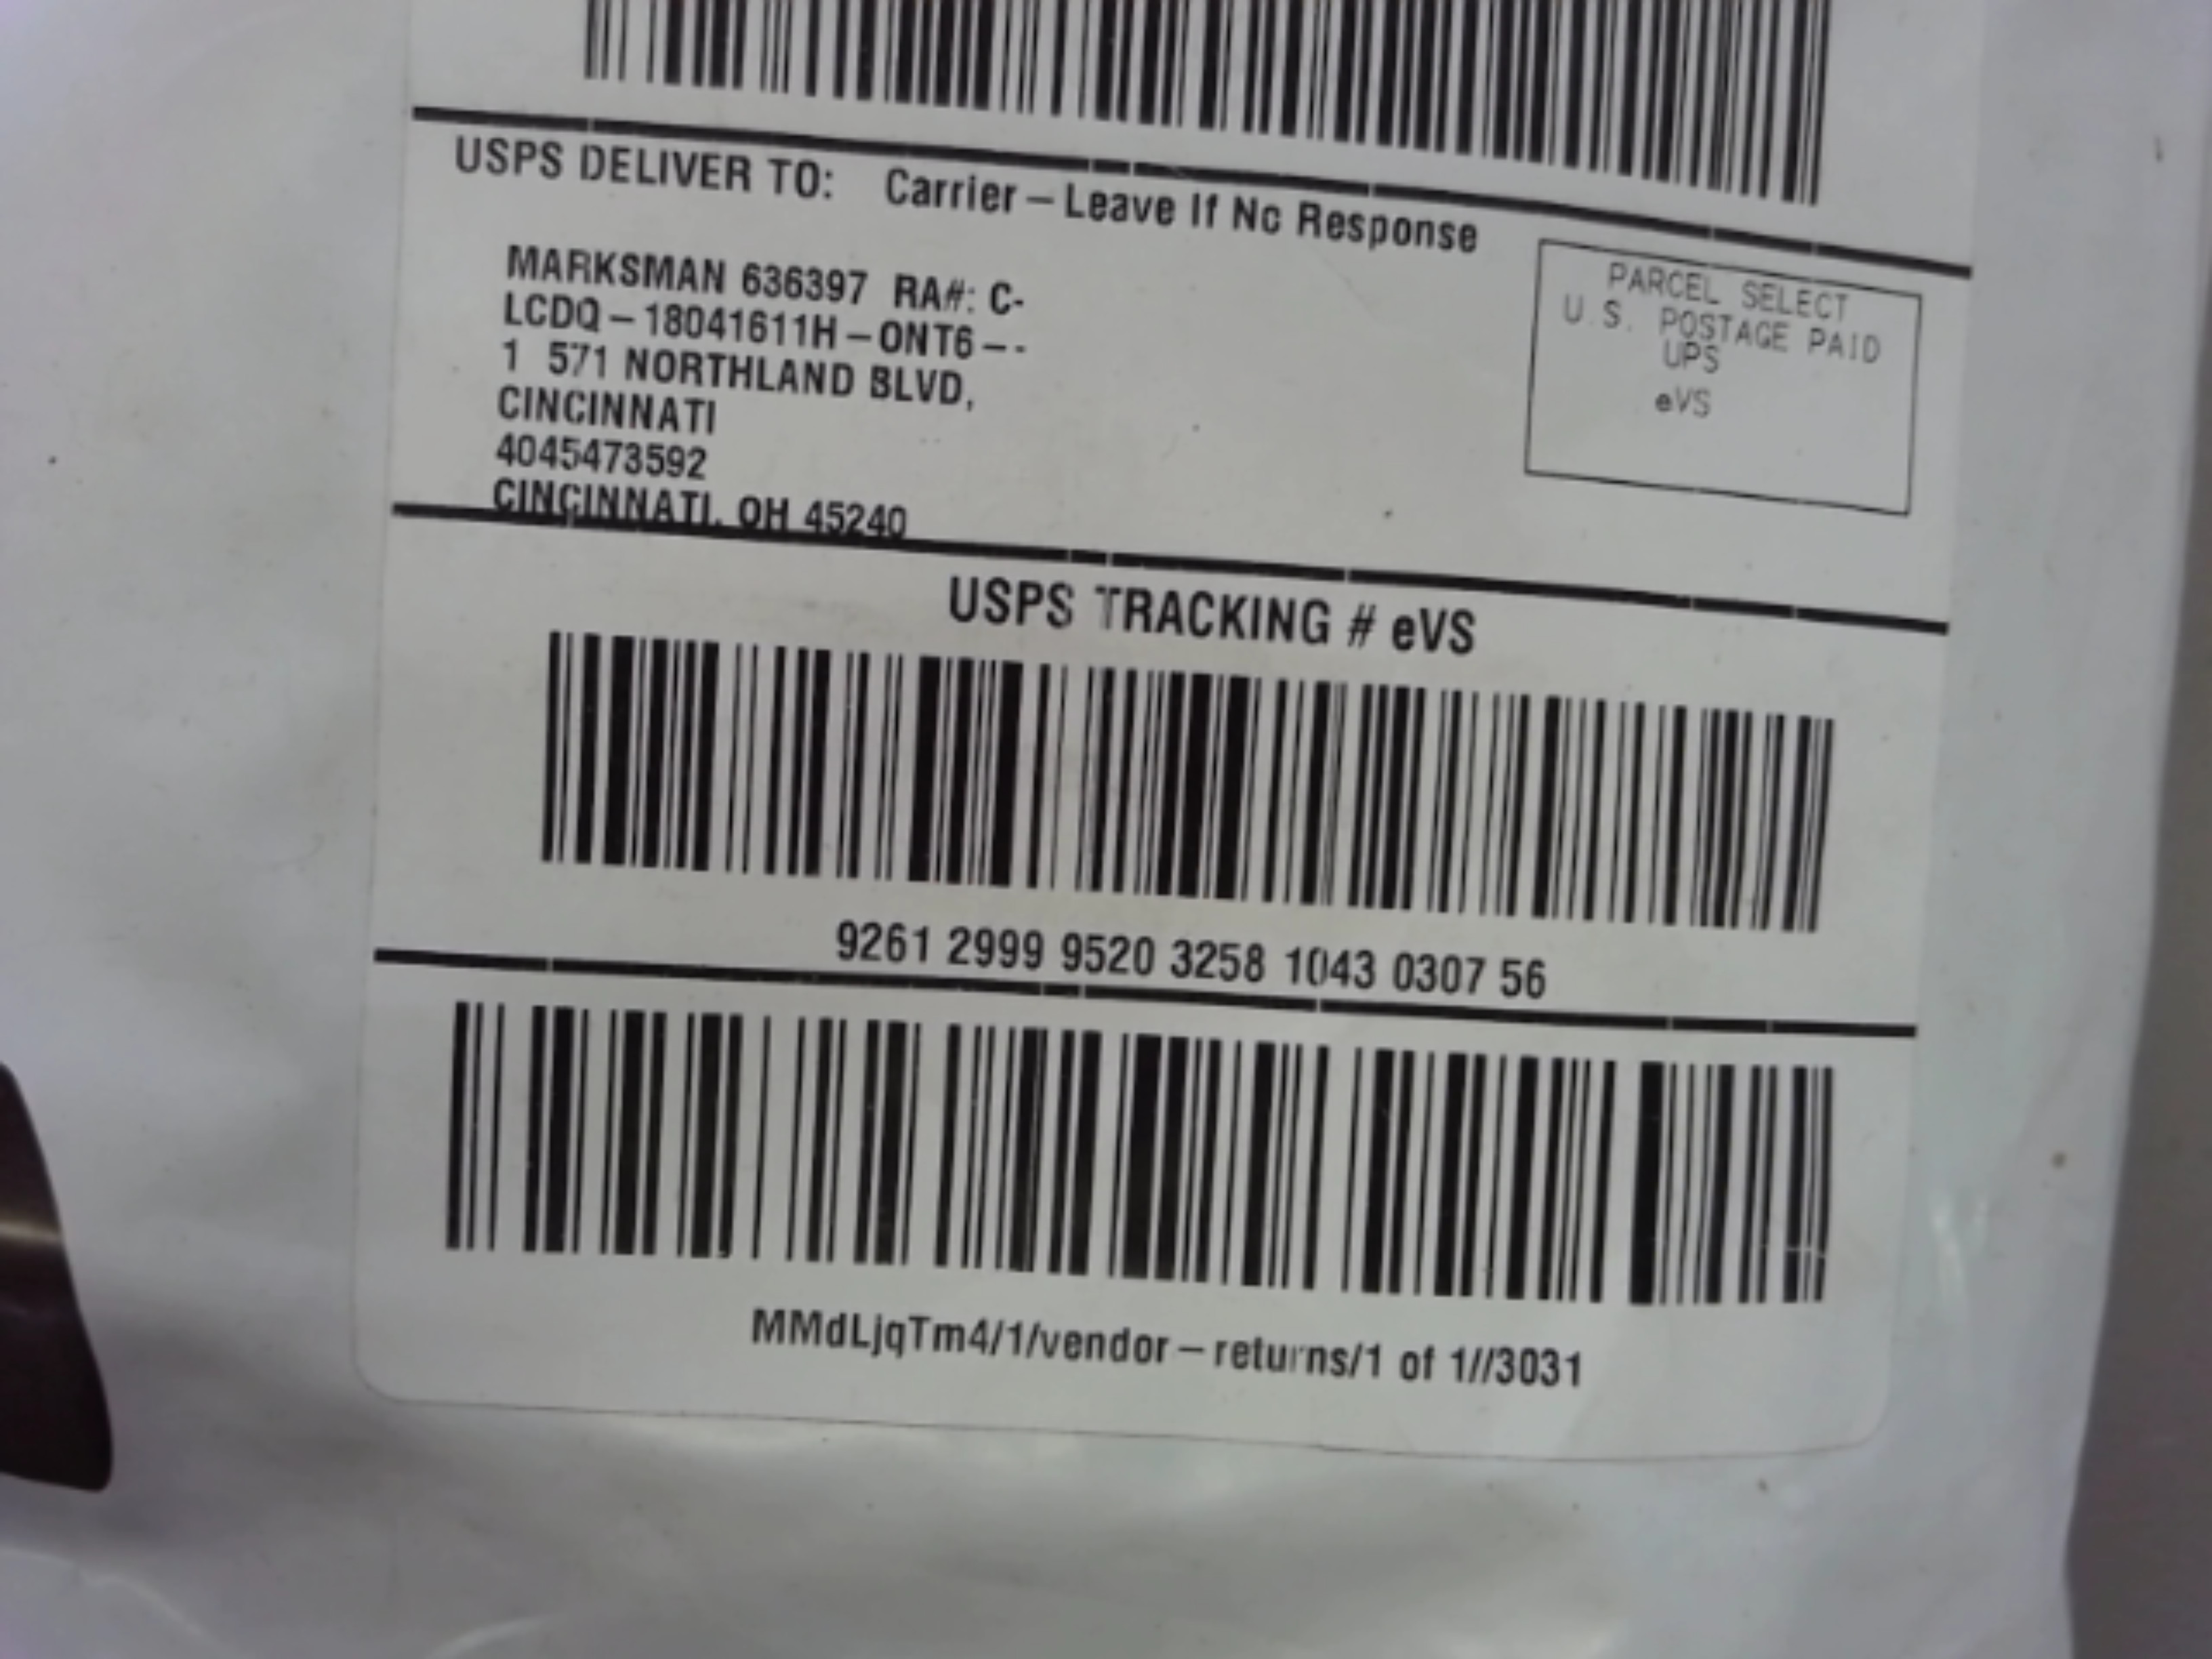 USPS DELIVER TO: Carrier – Leave If Nc Response
MARKSMAN 636397 RA#: C-
LCDQ – 18041611H – ONT6 – -
1 571 NORTHLAND BLVD,
CINCINNATI
4045473592
CINCINNATI, OH 45240
PARCEL SELECT
U.S. POSTAGE PAID
UPS
eVS
USPS TRACKING # eVS
9261 2999 9520 3258 1043 0307 56
MMdLjqTm4/1/vendor – returns/1 of 1//3031